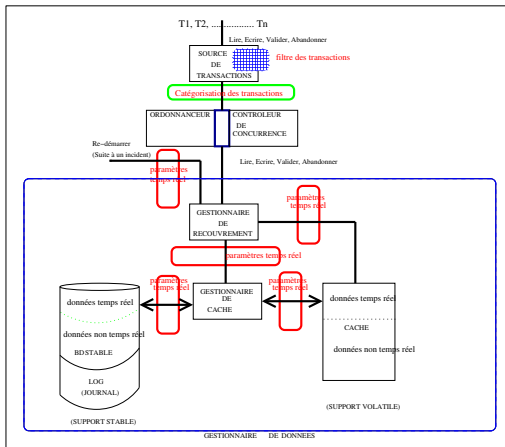 T1, T2, ................. Tn
Lire, Ecrire, Valider, Abandonner
SOURCE
DE
TRANSACTIONS
filtre des transactions
Catégorisation des transactions
ORDONNANCEUR
CONTROLEUR
DE
CONCURRENCE
Re-démarrer
(Suite à un incident)
Lire, Ecrire, Valider, Abandonner
paramètres
temps réel
paramètres
temps réel
GESTIONNAIRE
DE
RECOUVREMENT
paramètres temps réel
paramètres
temps réel
GESTIONNAIRE
DE
CACHE
paramètres
temps réel
données temps réel
données non temps réel
BD STABLE
LOG
(JOURNAL)
(SUPPORT STABLE)
données temps réel
CACHE
données non temps réel
(SUPPORT VOLATILE)
GESTIONNAIRE DE DONNEES